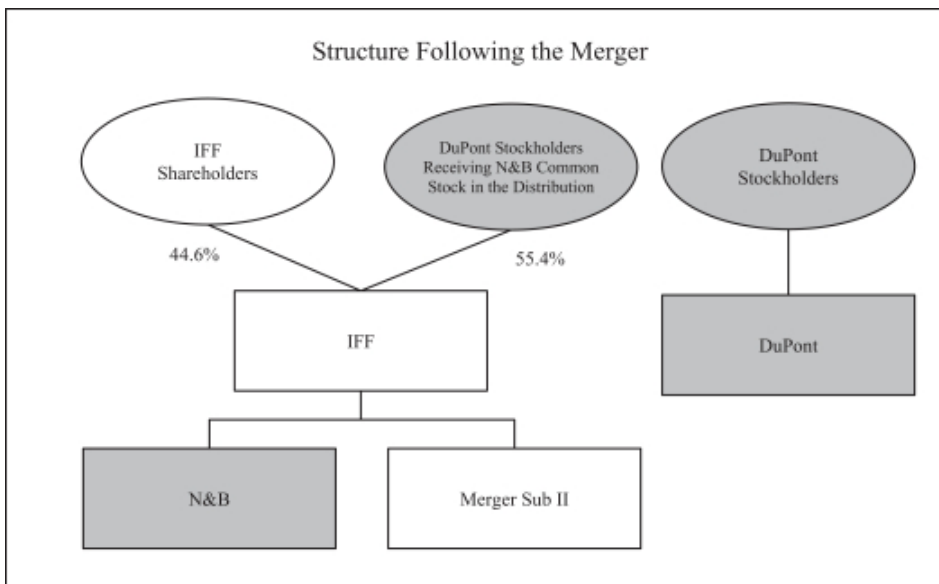 Structure Following the Merger
IFF
Shareholders
DuPont Stockholders
Receiving N&B Common
Stock in the Distribution
DuPont
Stockholders
44.6%
55.4%
IFF
DuPont
N&B
Merger Sub II